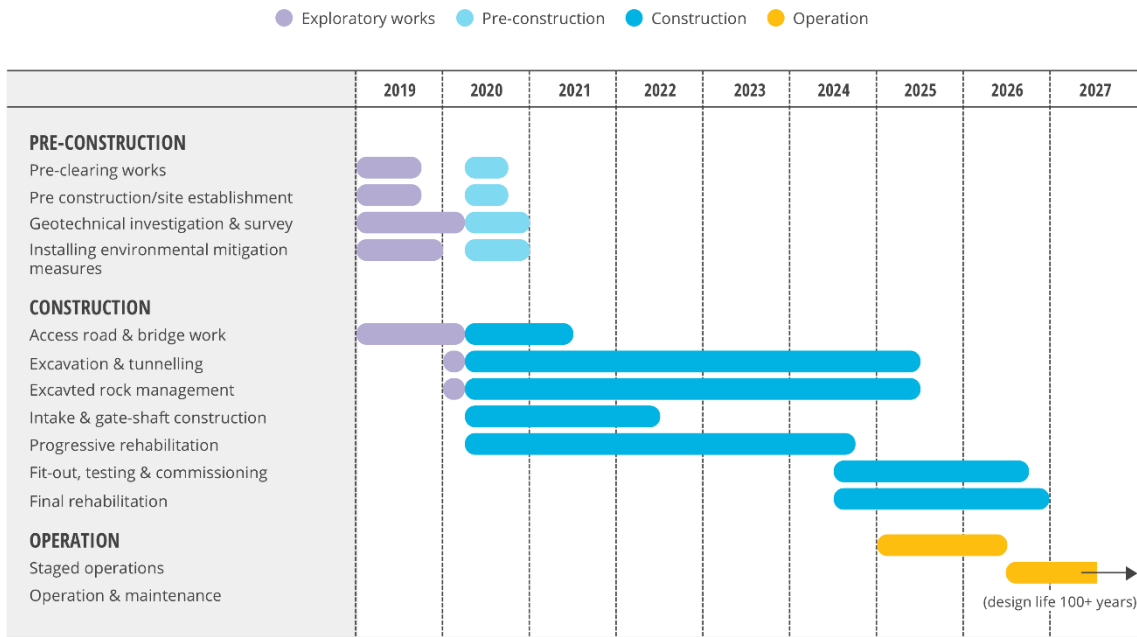 Exploratory works Pre-construction Construction Operation
2019 2020 2021 2022 2023 2024 2025 2026 2027
PRE-CONSTRUCTION
Pre-clearing works
Pre construction/site establishment
Geotechnical investigation & survey
Installing environmental mitigation
measures
CONSTRUCTION
Access road & bridge work
Excavation & tunnelling
Excavted rock management
Intake & gate-shaft construction
Progressive rehabilitation
Fit-out, testing & commissioning
Final rehabilitation
OPERATION
Staged operations
Operation & maintenance
(design life 100+ years)